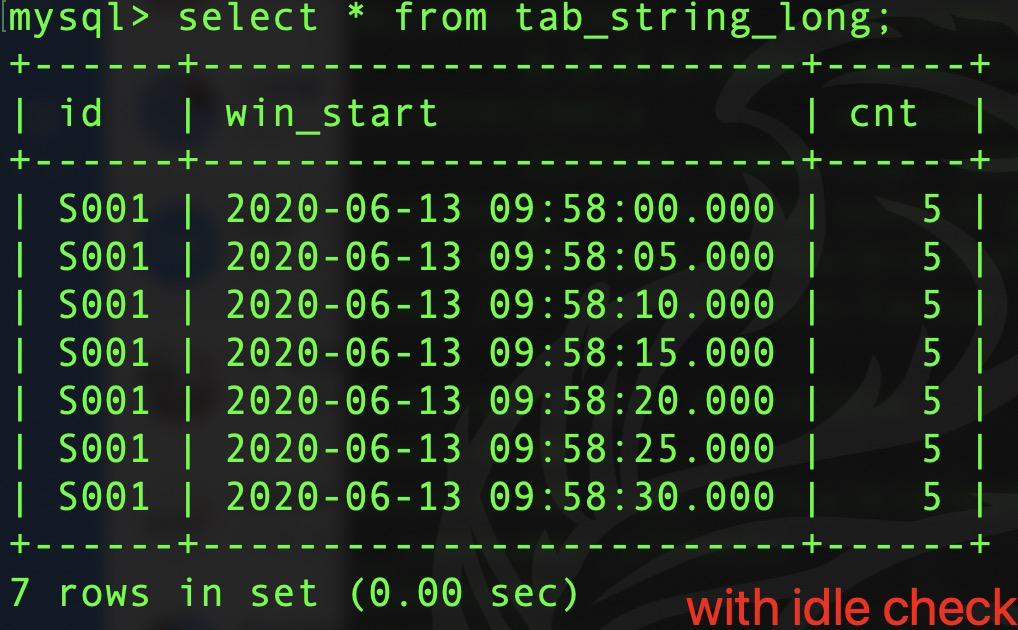 mysql> select * from tab_string_long;
+------+-------------------------+------+
| id   | win_start               | cnt  |
+------+-------------------------+------+
| S001 | 2020-06-13 09:58:00.000 |    5 |
| S001 | 2020-06-13 09:58:05.000 |    5 |
| S001 | 2020-06-13 09:58:10.000 |    5 |
| S001 | 2020-06-13 09:58:15.000 |    5 |
| S001 | 2020-06-13 09:58:20.000 |    5 |
| S001 | 2020-06-13 09:58:25.000 |    5 |
| S001 | 2020-06-13 09:58:30.000 |    5 |
+------+-------------------------+------+
7 rows in set (0.00 sec)
with idle check